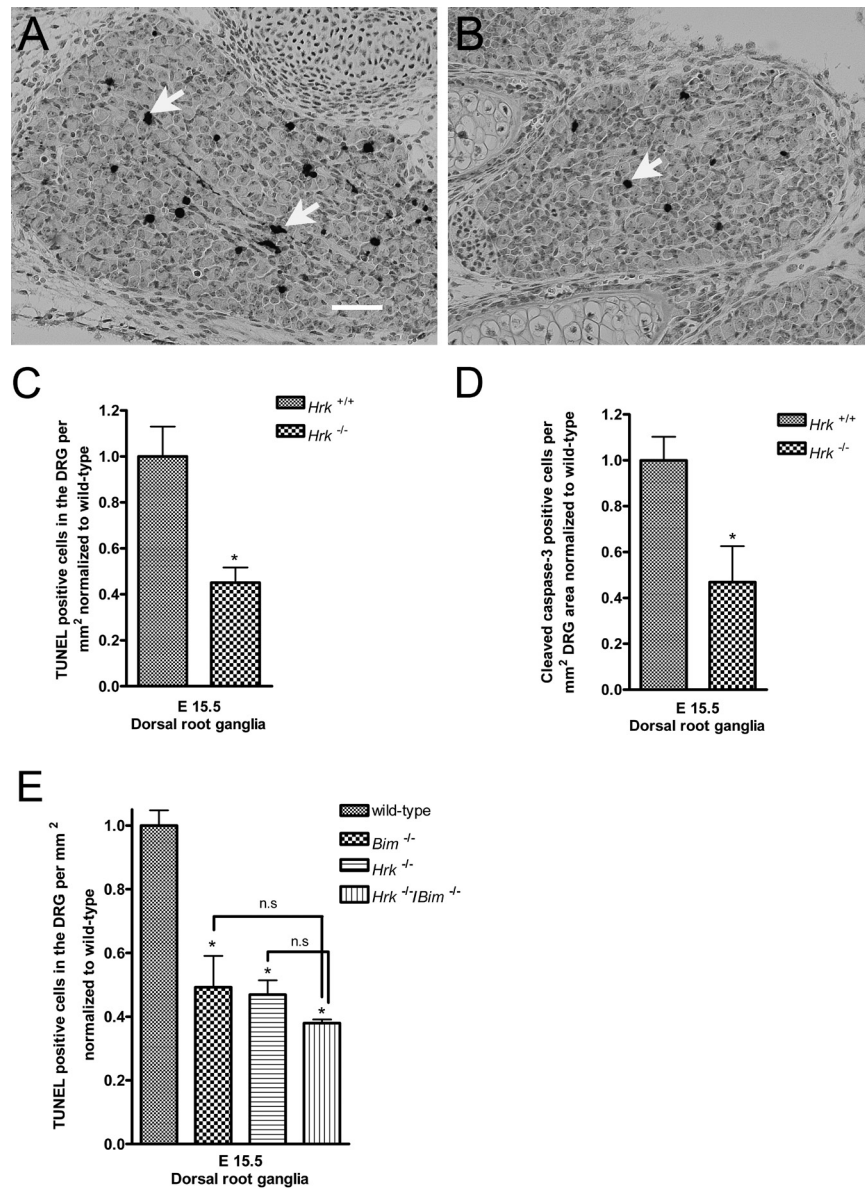 A
B
C
TUNEL positive cells in the DRG per
mm² normalized to wild-type
1.2
1.0
0.8
0.6
0.4
0.2
0.0
*
Hrk +/+
Hrk -/-
E 15.5
Dorsal root ganglia
D
Cleaved caspase-3 positive cells per
mm² DRG area normalized to wild-type
1.2
1.0
0.8
0.6
0.4
0.2
0.0
*
Hrk +/+
Hrk -/-
E 15.5
Dorsal root ganglia
E
TUNEL positive cells in the DRG per mm²
normalized to wild-type
1.0
0.8
0.6
0.4
0.2
0.0
n.s
n.s
*
*
*
wild-type
Bim -/-
Hrk -/-
Hrk -/-/Bim -/-
E 15.5
Dorsal root ganglia